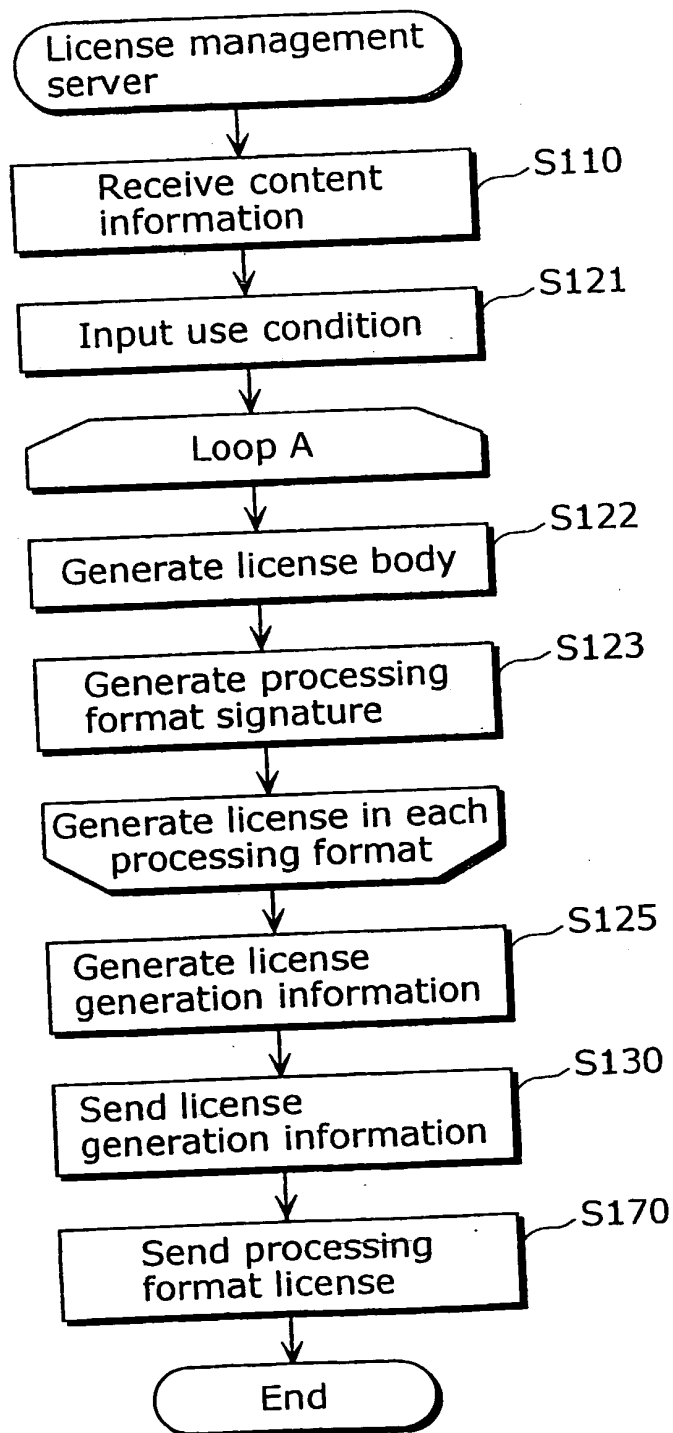 License management
server
Receive content
information
S110
Input use condition
S121
Loop A
Generate license body
S122
Generate processing
format signature
S123
Generate license in each
processing format
Generate license
generation information
S125
Send license
generation information
S130
Send processing
format license
S170
End